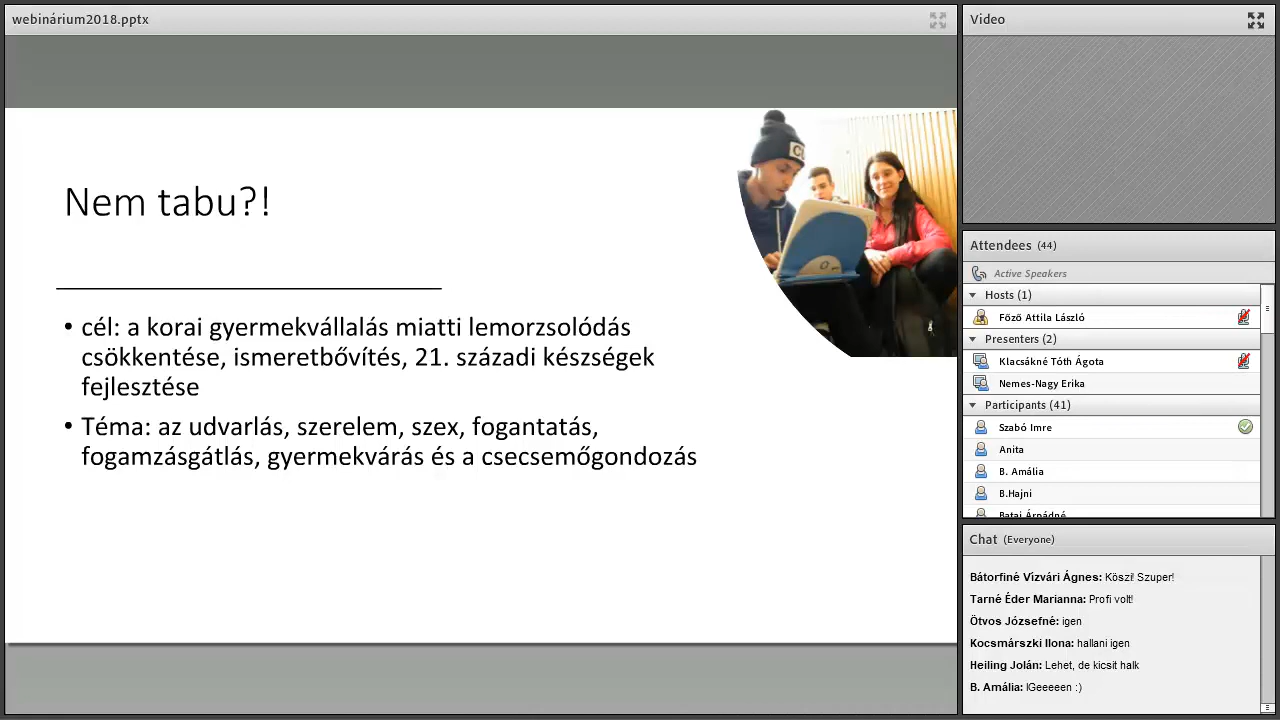 webinárium2018.pptx
Nem tabu?!
• cél: a korai gyermekvállalás miatti lemorzsolódás
csökkentése, ismeretbővítés, 21. századi készségek
fejlesztése
• Téma: az udvarlás, szerelem, szex, fogantatás,
fogamzásgátlás, gyermekvárás és a csecsemőgondozás
Video
Attendees (44)
Active Speakers
Hosts (1)
Főző Attila László
Presenters (2)
Klacsákné Tóth Ágota
Nemes-Nagy Erika
Participants (41)
Szabó Imre
Anita
B. Amália
B.Hajni
Batai Árpádné
Chat (Everyone)
Bátorfiné Vízvári Ágnes: Köszi! Szuper!
Tarné Éder Marianna: Profi volt!
Ötvos Józsefné: igen
Kocsmárszki Ilona: hallani igen
Heiling Jolán: Lehet, de kicsit halk
B. Amália: IGeeeeen :)